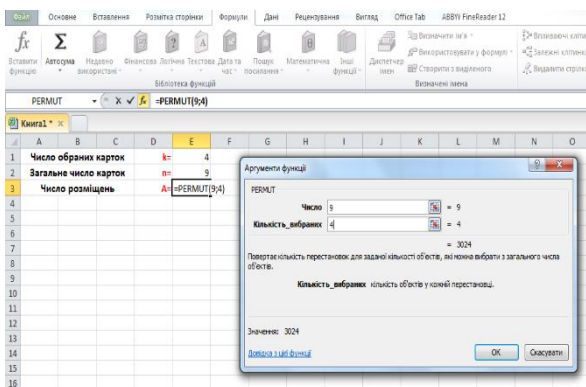 Файл Основне Вставлення Розмітка сторінки Формули Дані Рецензування Вигляд Office Tab ABBYY FineReader 12
fx Σ ? A θ
Вставити функцію Автосума Недавно використані Фінансова Логічна Текстова Дата та час Пошук посилання Математична Інші функції Диспетчер імен
Визначити ім'я
Використовувати у формулі
Створити з виділеного
Впливаючі клітинки
Залежні клітинки
Видалити стрілки
Бібліотека функцій Визначені імена
PERMUT fx =PERMUT(9;4)
Книга1 *
A B C D E F G H I J K L M N O
1 Число обраних карток k= 4
2 Загальне число карток n= 9
3 Число розміщень A= =PERMUT(9;4)
4
5
6
7
8
9
10
11
12
13
14
15
16
Аргументи функції
PERMUT
Число 9 = 9
Кількість_вибраних 4 = 4
= 3024
Повертає кількість перестановок для заданої кількості об'єктів, які можна вибрати з загального числа
об'єктів.
Кількість_вибраних кількість об'єктів у кожній перестановці.
Значення: 3024
Довідка з цієї функції
OK Скасувати